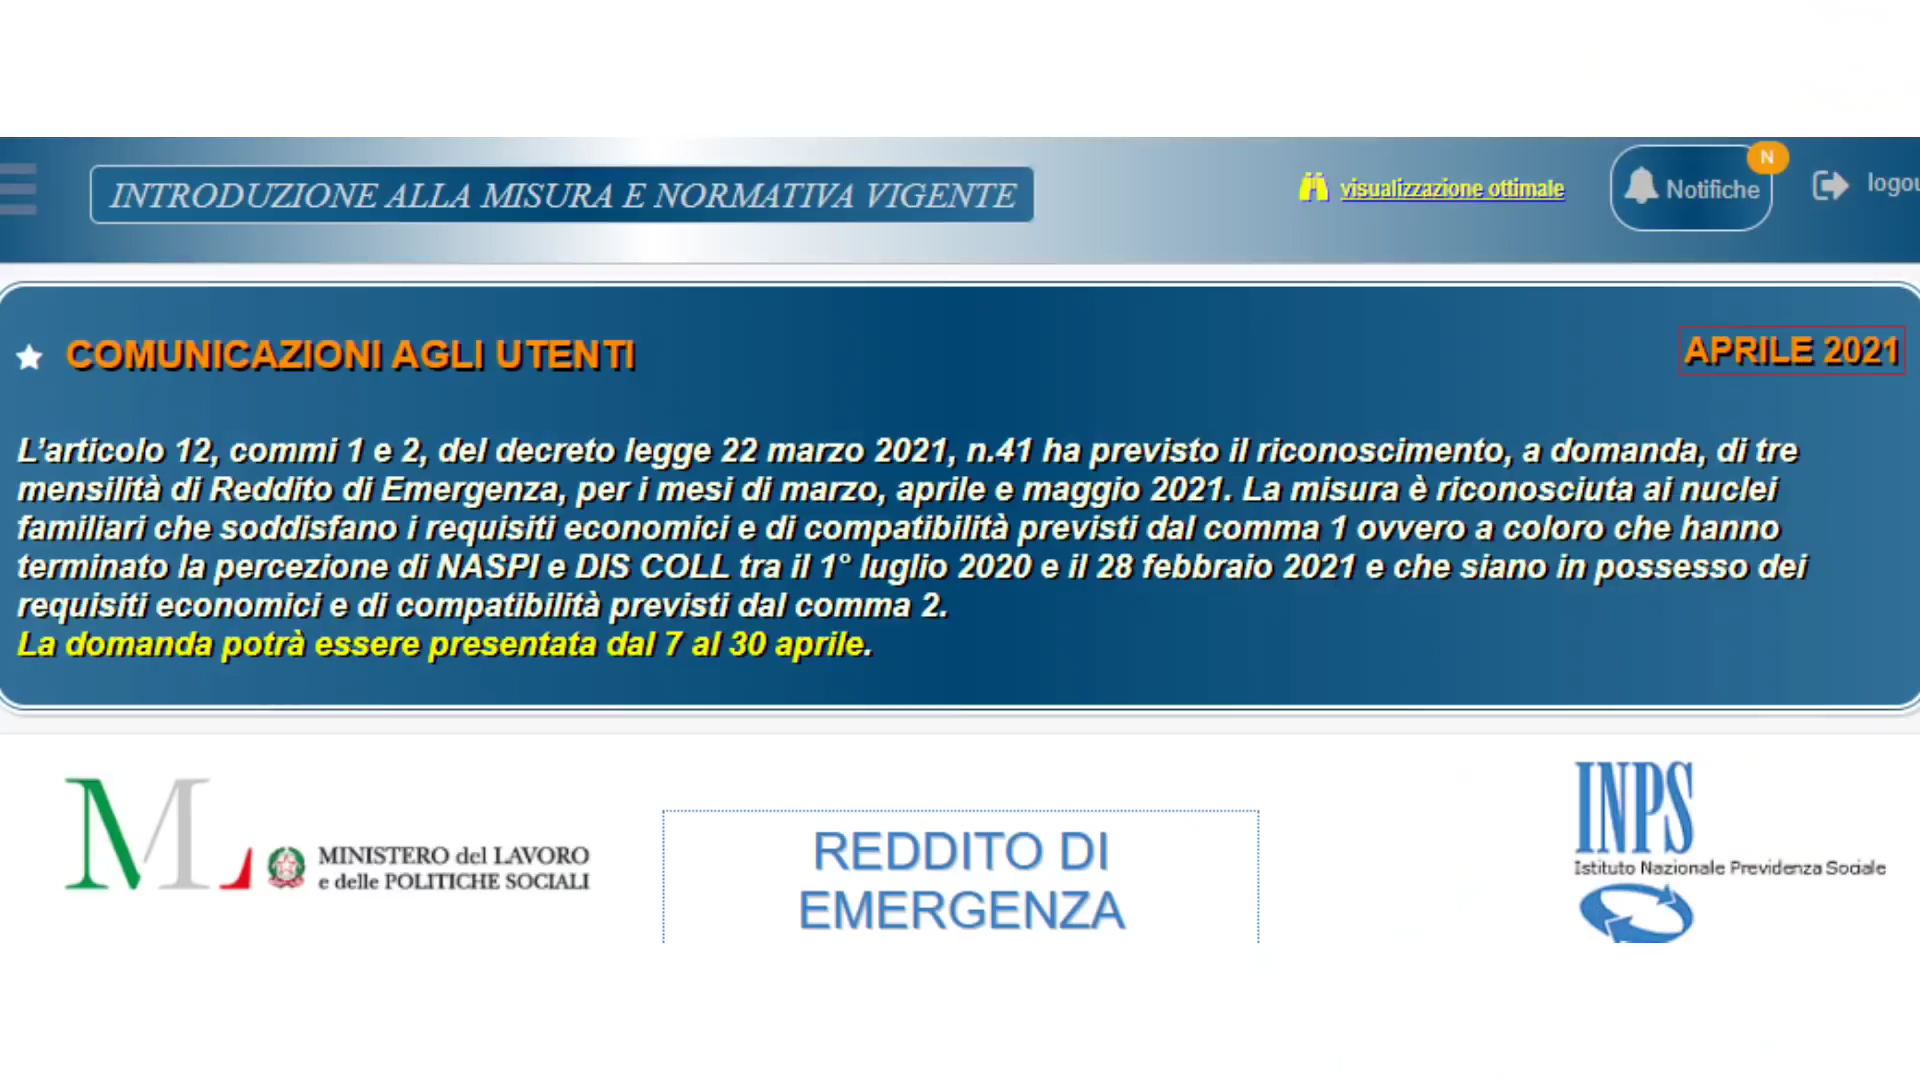 INTRODUZIONE ALLA MISURA E NORMATIVA VIGENTE
visualizzazione ottimale
Notifiche
N
COMUNICAZIONI AGLI UTENTI
APRILE 2021
L'articolo 12, commi 1 e 2, del decreto legge 22 marzo 2021, n.41 ha previsto il riconoscimento, a domanda, di tre
mensilità di Reddito di Emergenza, per i mesi di marzo, aprile e maggio 2021. La misura è riconosciuta ai nuclei
familiari che soddisfano i requisiti economici e di compatibilità previsti dal comma 1 ovvero a coloro che hanno
terminato la percezione di NASPI e DIS COLL tra il 1° luglio 2020 e il 28 febbraio 2021 e che siano in possesso dei
requisiti economici e di compatibilità previsti dal comma 2.
La domanda potrà essere presentata dal 7 al 30 aprile.
ML
MINISTERO del LAVORO
e delle POLITICHE SOCIALI
REDDITO DI
EMERGENZA
INPS
Istituto Nazionale Previdenza Sociale